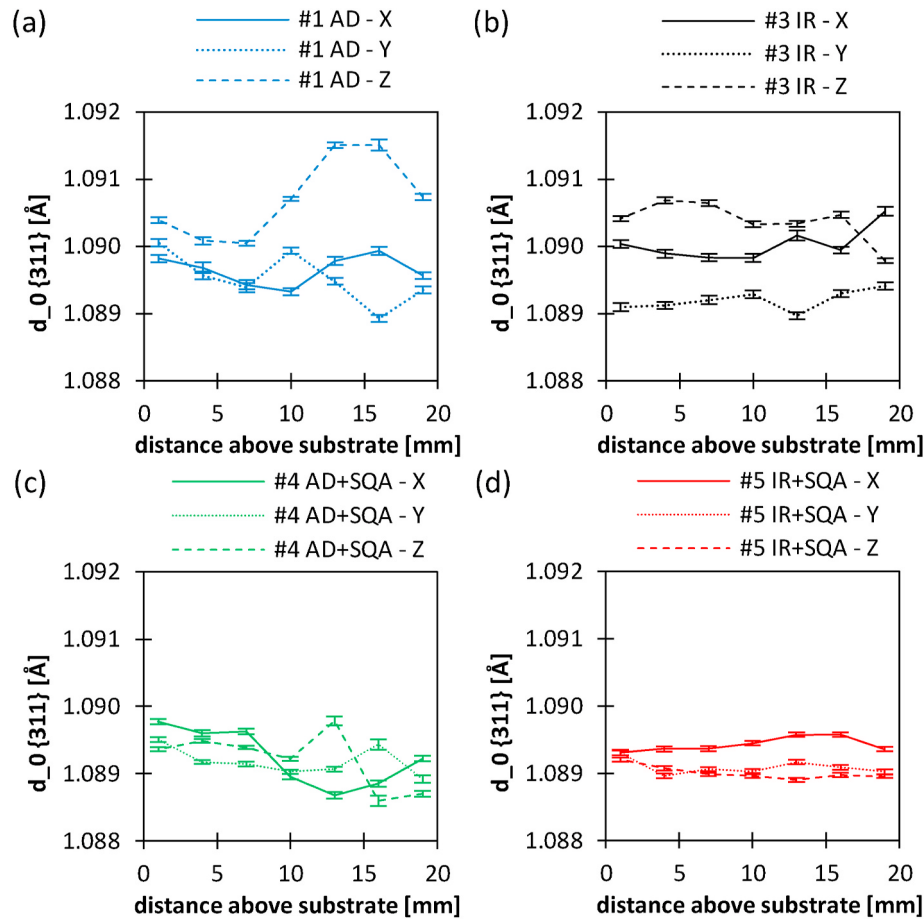 (a)
#1 AD - X
#1 AD - Y
#1 AD - Z
1.092
1.091
1.090
1.089
1.088
d_0 {311} [Å]
0 5 10 15 20
distance above substrate [mm]
(b)
#3 IR - X
#3 IR - Y
#3 IR - Z
1.092
1.091
1.090
1.089
1.088
d_0 {311} [Å]
0 5 10 15 20
distance above substrate [mm]
(c)
#4 AD+SQA - X
#4 AD+SQA - Y
#4 AD+SQA - Z
1.092
1.091
1.090
1.089
1.088
d_0 {311} [Å]
0 5 10 15 20
distance above substrate [mm]
(d)
#5 IR+SQA - X
#5 IR+SQA - Y
#5 IR+SQA - Z
1.092
1.091
1.090
1.089
1.088
d_0 {311} [Å]
0 5 10 15 20
distance above substrate [mm]